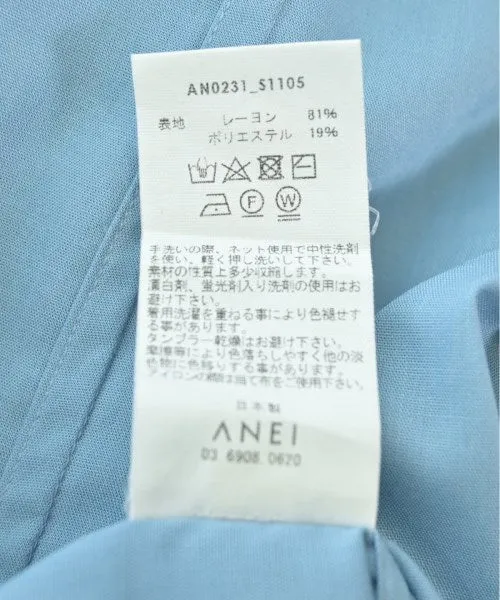 AN0231_S1105
表地 レーヨン 81%
ポリエステル 19%
F W
手洗いの際、ネット使用で中性洗剤
を使い、軽く押し洗いして下さい。
素材の性質上多少収縮します。
漂白剤、蛍光剤入り洗剤の使用はお
避け下さい。
着用洗濯を重ねる事により色褪せす
る事があります。
タンブラー乾燥はお避け下さい。
摩擦等により色落ちしやすく他の淡
色物に色移りする事があります。
アイロンの際は当て布をご使用下さい。
日本製
ANEI
03 6908 0620